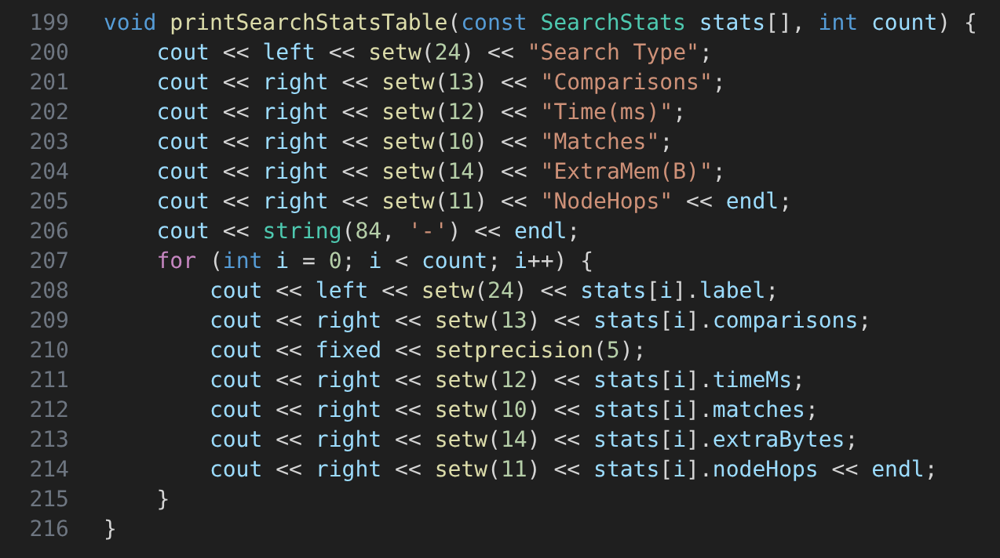 199 void printSearchStatsTable(const SearchStats stats[], int count) {
200     cout << left << setw(24) << "Search Type";
201     cout << right << setw(13) << "Comparisons";
202     cout << right << setw(12) << "Time(ms)";
203     cout << right << setw(10) << "Matches";
204     cout << right << setw(14) << "ExtraMem(B)";
205     cout << right << setw(11) << "NodeHops" << endl;
206     cout << string(84, '-') << endl;
207     for (int i = 0; i < count; i++) {
208         cout << left << setw(24) << stats[i].label;
209         cout << right << setw(13) << stats[i].comparisons;
210         cout << fixed << setprecision(5);
211         cout << right << setw(12) << stats[i].timeMs;
212         cout << right << setw(10) << stats[i].matches;
213         cout << right << setw(14) << stats[i].extraBytes;
214         cout << right << setw(11) << stats[i].nodeHops << endl;
215     }
216 }